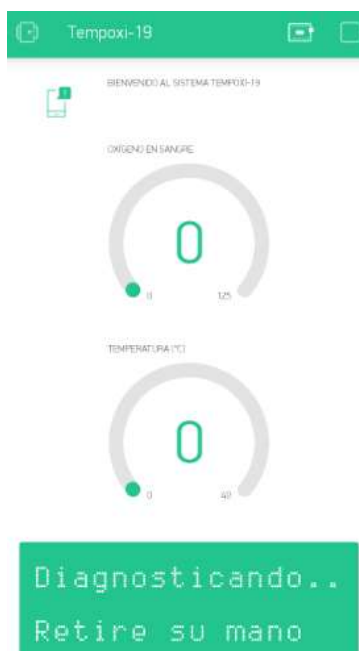 Tempoxi-19
BIENVENIDO AL SISTEMA TEMPOXI-19
OXÍGENO EN SANGRE
0
0 125
TEMPERATURA (°C)
0
0 49
Diagnosticando..
Retire su mano